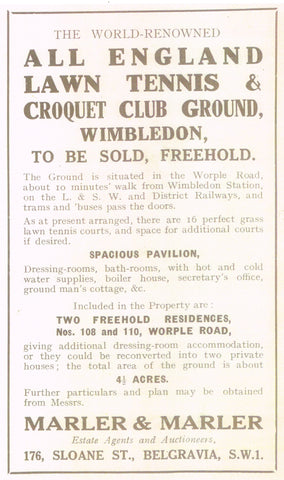 THE WORLD-RENOWNED
ALL ENGLAND
LAWN TENNIS &
CROQUET CLUB GROUND,
WIMBLEDON,
TO BE SOLD, FREEHOLD.
The Ground is situated in the Worple Road,
about 10 minutes' walk from Wimbledon Station,
on the L. & S. W. and District Railways, and
trams and 'buses pass the doors.
As at present arranged, there are 16 perfect grass
lawn tennis courts, and space for additional courts
if desired.
SPACIOUS PAVILION,
Dressing-rooms, bath-rooms, with hot and cold
water supplies, boiler house, secretary's office,
ground man's cottage, &c.
Included in the Property are:
TWO FREEHOLD RESIDENCES,
Nos. 108 and 110, WORPLE ROAD,
giving additional dressing-room accommodation,
or they could be reconverted into two private
houses; the total area of the ground is about
4½ ACRES.
Further particulars and plan may be obtained
from Messrs.
MARLER & MARLER
Estate Agents and Auctioneers,
176, SLOANE ST., BELGRAVIA, S.W.1.